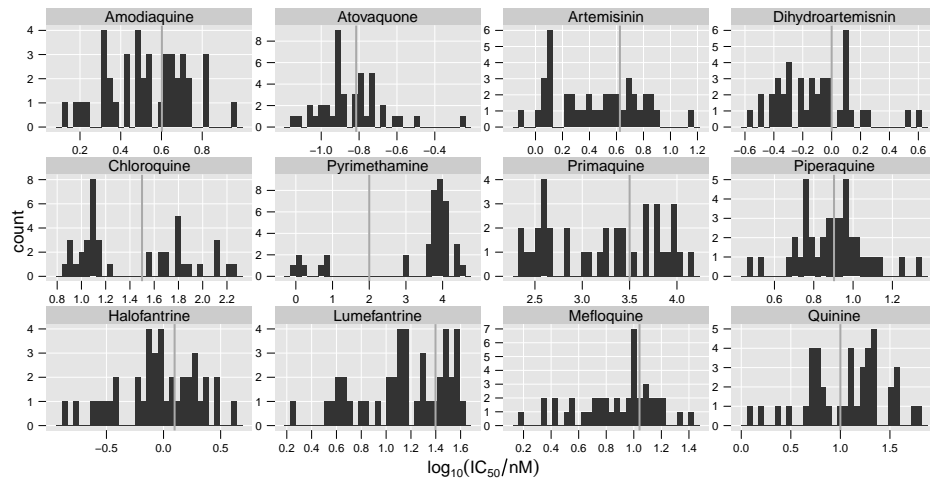 Amodiaquine Atovaquone Artemisinin Dihydroartemisnin
4 3 2 1 0
8 6 4 2 0
6 5 4 3 2 1 0
6 5 4 3 2 1 0
0.2 0.4 0.6 0.8
−1.0 −0.8 −0.6 −0.4
0.0 0.2 0.4 0.6 0.8 1.0 1.2
−0.6 −0.4 −0.2 0.0 0.2 0.4 0.6
Chloroquine Pyrimethamine Primaquine Piperaquine
count
8 6 4 2 0
8 6 4 2 0
4 3 2 1 0
5 4 3 2 1 0
0.8 1.0 1.2 1.4 1.6 1.8 2.0 2.2
0 1 2 3 4
2.5 3.0 3.5 4.0
0.6 0.8 1.0 1.2
Halofantrine Lumefantrine Mefloquine Quinine
4 3 2 1 0
4 3 2 1 0
7 6 5 4 3 2 1 0
5 4 3 2 1 0
−0.5 0.0 0.5
0.2 0.4 0.6 0.8 1.0 1.2 1.4 1.6
0.2 0.4 0.6 0.8 1.0 1.2 1.4
0.0 0.5 1.0 1.5
log₁₀(IC₅₀/nM)